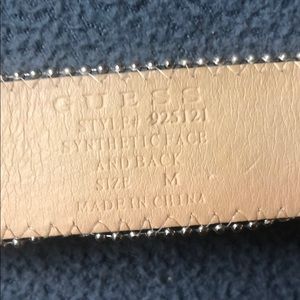 GUESS
STYLE# 925121
SYNTHETIC FACE
AND BACK
SIZE M
MADE IN CHINA